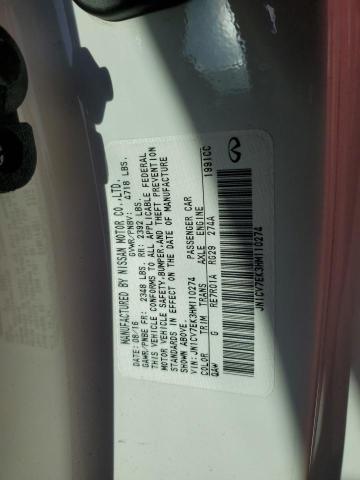 MANUFACTURED BY NISSAN MOTOR CO.,LTD.
DATE: 08/16 GVWR/PNBV: 4718 LBS.
GAWR/PNBE FR: 2348 LBS. RR: 2392 LBS.
THIS VEHICLE CONFORMS TO ALL APPLICABLE FEDERAL
MOTOR VEHICLE SAFETY,BUMPER,AND THEFT PREVENTION
STANDARDS IN EFFECT ON THE DATE OF MANUFACTURE
SHOWN ABOVE.
VIN: JN1CV7EK3HM110274 PASSENGER CAR
COLOR TRIM TRANS AXLE ENGINE
QAW G RE7R01A RG29 274A 1991CC
JN1CV7EK3HM110274